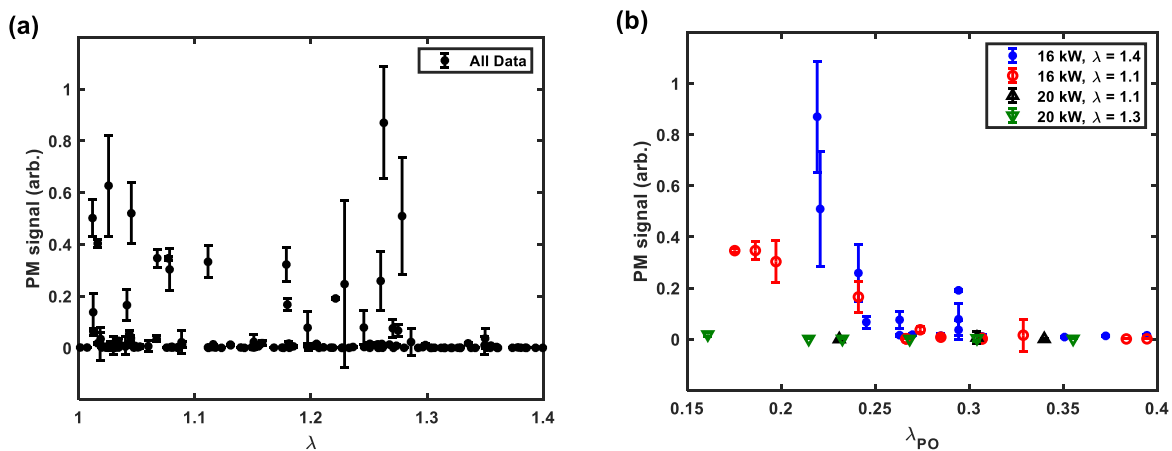 (a)
All Data
PM signal (arb.)
1
0.8
0.6
0.4
0.2
0
1 1.1 1.2 1.3 1.4
λ
(b)
16 kW, λ = 1.4
16 kW, λ = 1.1
20 kW, λ = 1.1
20 kW, λ = 1.3
PM signal (arb.)
1
0.8
0.6
0.4
0.2
0
0.15 0.2 0.25 0.3 0.35 0.4
λPO